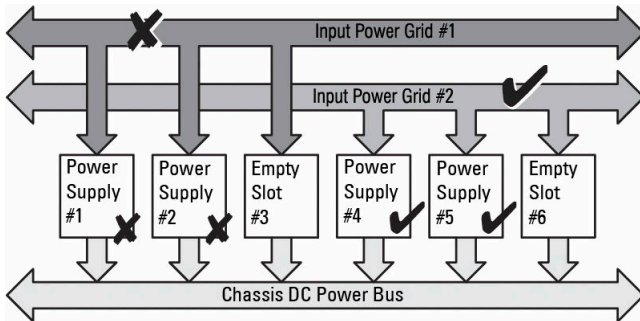 Input Power Grid #1
Input Power Grid #2
Power
Supply
#1
Power
Supply
#2
Empty
Slot
#3
Power
Supply
#4
Power
Supply
#5
Empty
Slot
#6
Chassis DC Power Bus